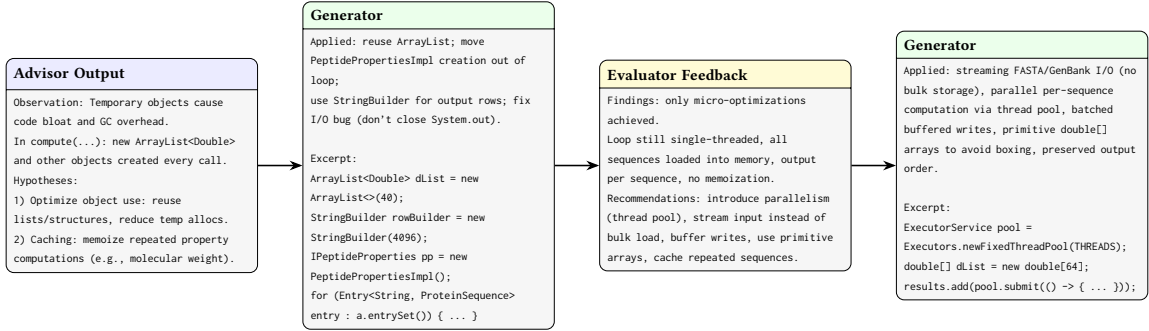 Advisor Output
Observation: Temporary objects cause
code bloat and GC overhead.
In compute(...): new ArrayList<Double>
and other objects created every call.
Hypotheses:
1) Optimize object use: reuse
lists/structures, reduce temp allocs.
2) Caching: memoize repeated property
computations (e.g., molecular weight).
Generator
Applied: reuse ArrayList; move
PeptidePropertiesImpl creation out of
loop;
use StringBuilder for output rows; fix
I/O bug (don't close System.out).
Excerpt:
ArrayList<Double> dList = new
ArrayList<>(40);
StringBuilder rowBuilder = new
StringBuilder(4096);
IPeptideProperties pp = new
PeptidePropertiesImpl();
for (Entry<String, ProteinSequence>
entry : a.entrySet()) { ... }
Evaluator Feedback
Findings: only micro-optimizations
achieved.
Loop still single-threaded, all
sequences loaded into memory, output
per sequence, no memoization.
Recommendations: introduce parallelism
(thread pool), stream input instead of
bulk load, buffer writes, use primitive
arrays, cache repeated sequences.
Generator
Applied: streaming FASTA/GenBank I/O (no
bulk storage), parallel per-sequence
computation via thread pool, batched
buffered writes, primitive double[]
arrays to avoid boxing, preserved output
order.
Excerpt:
ExecutorService pool =
Executors.newFixedThreadPool(THREADS);
double[] dList = new double[64];
results.add(pool.submit(() -> { ... }));